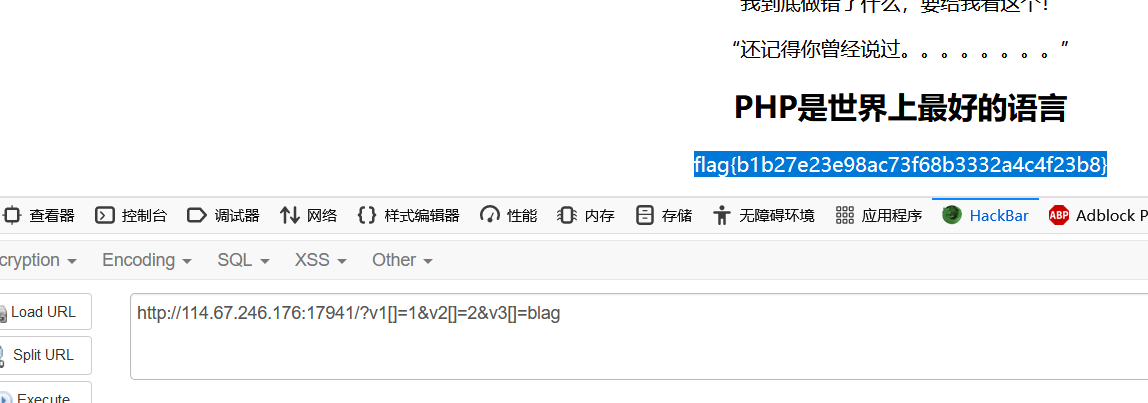 “我到底做错了什么，要给我看这个！
“还记得你曾经说过。。。。。。。。”
PHP是世界上最好的语言
flag{b1b27e23e98ac73f68b3332a4c4f23b8}
查看器 控制台 调试器 网络 样式编辑器 性能 内存 存储 无障碍环境 应用程序 HackBar ABP Adblock P
cryption Encoding SQL XSS Other
Load URL
http://114.67.246.176:17941/?v1[]=1&v2[]=2&v3[]=blag
Split URL
Execute